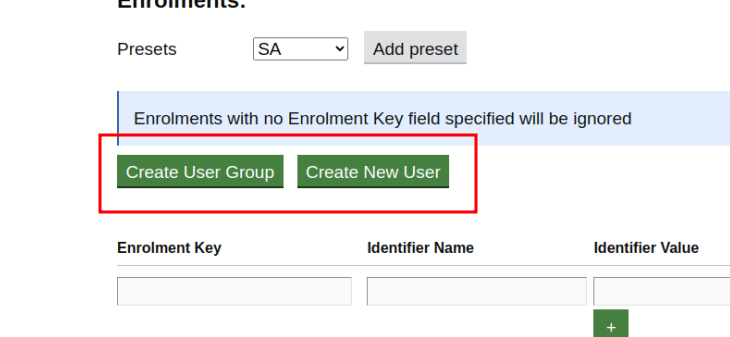 Enrolments:
Presets SA Add preset
Enrolments with no Enrolment Key field specified will be ignored
Create User Group Create New User
Enrolment Key Identifier Name Identifier Value
+